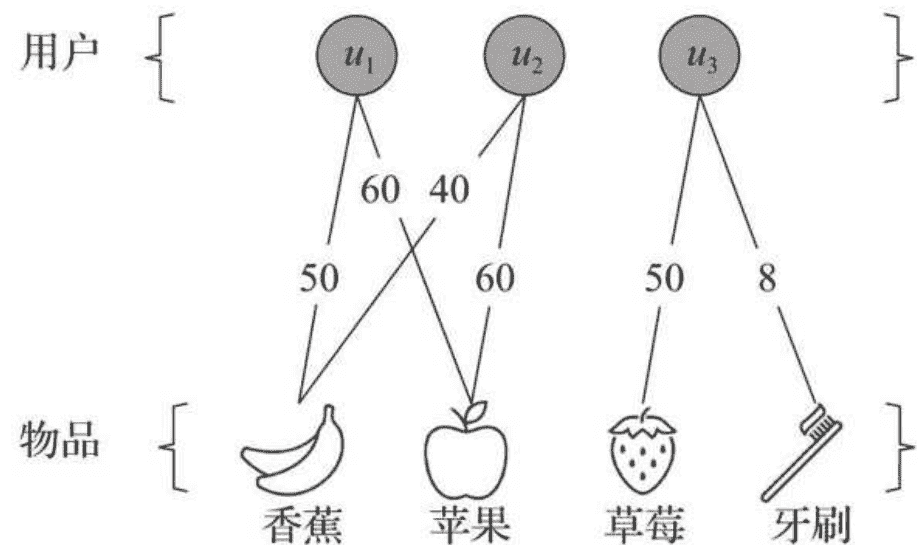 用户 { u₁ u₂ u₃ }
60 40
50 60 50 8
物品 { }
香蕉 苹果 草莓 牙刷